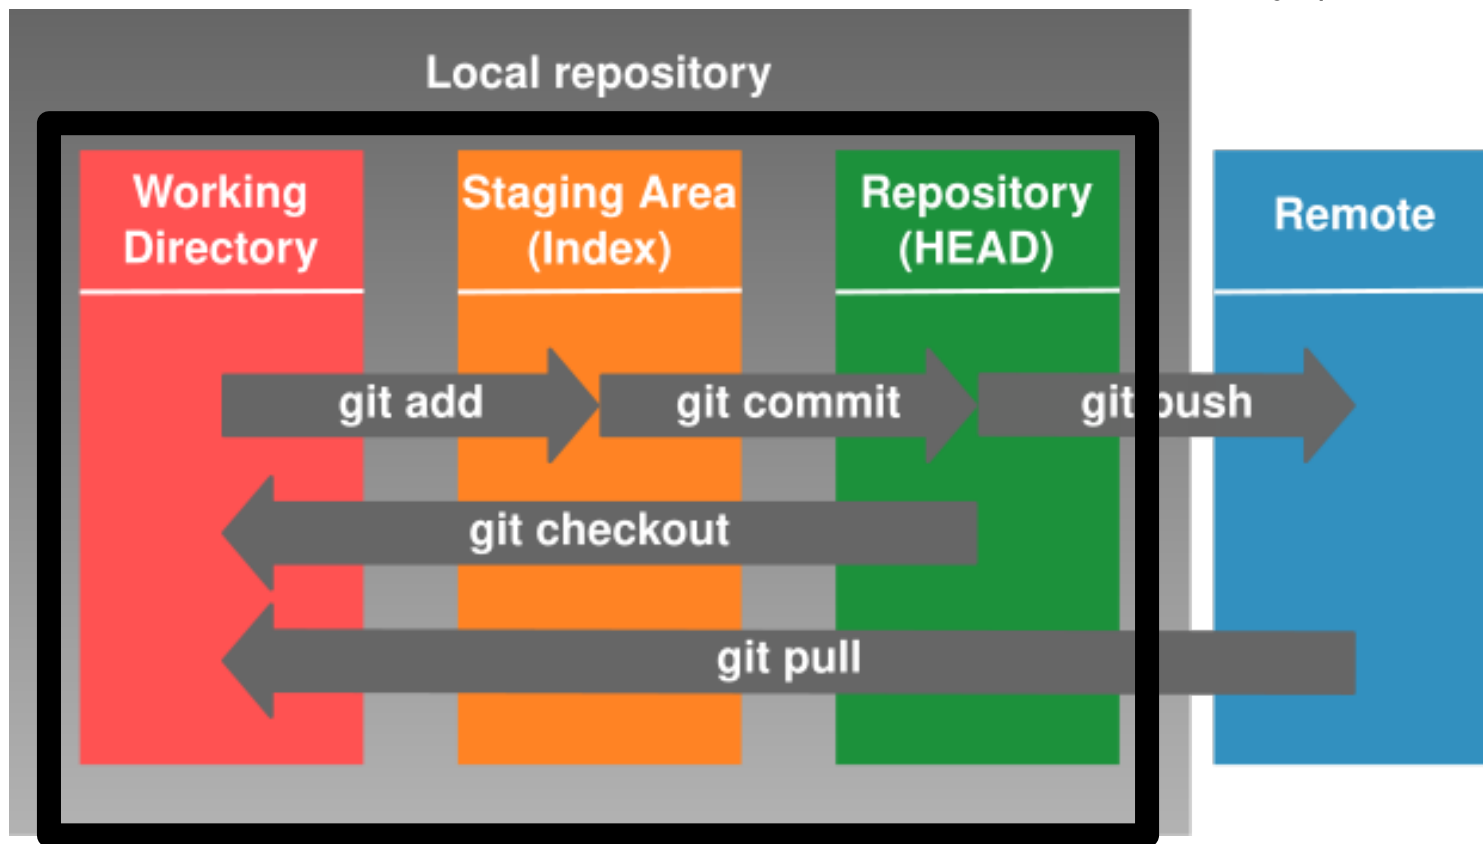 Local repository
Working
Directory
Staging Area
(Index)
Repository
(HEAD)
Remote
git add
git commit
git push
git checkout
git pull